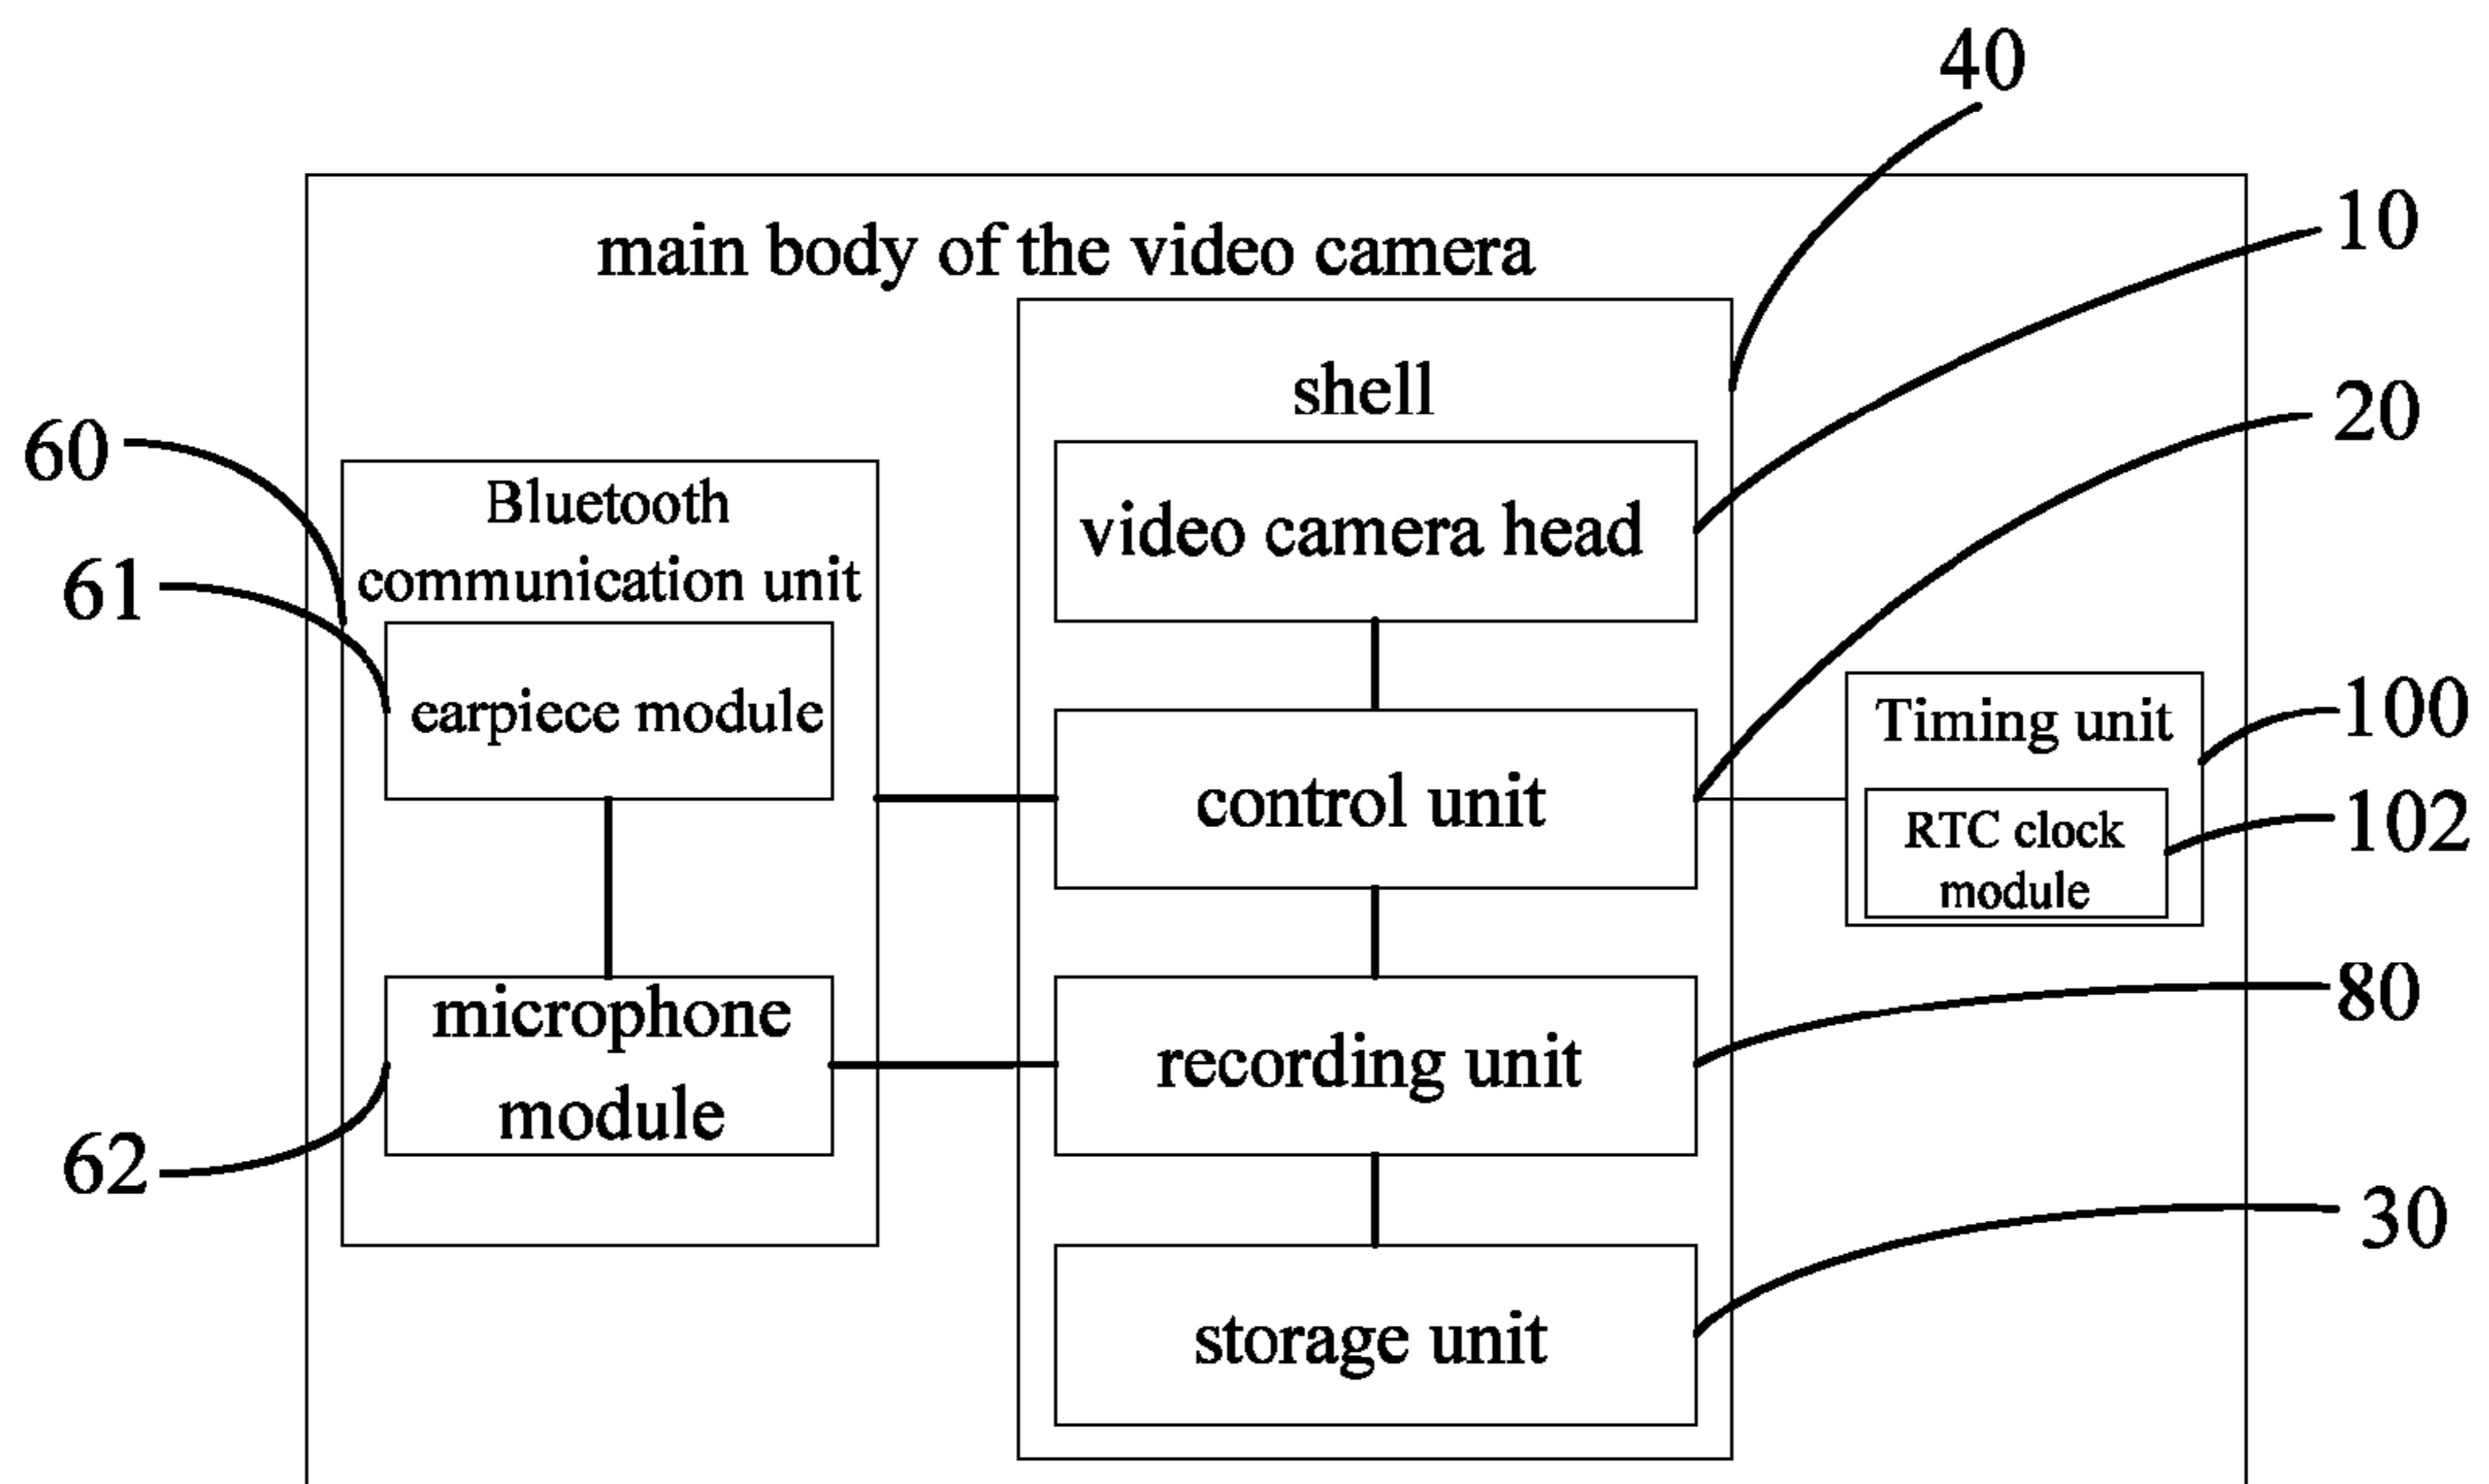 40
main body of the video camera
10
shell
20
60
Bluetooth
communication unit
61
video camera head
earpiece module
control unit
Timing unit
100
RTC clock
module
102
microphone
module
62
recording unit
80
storage unit
30